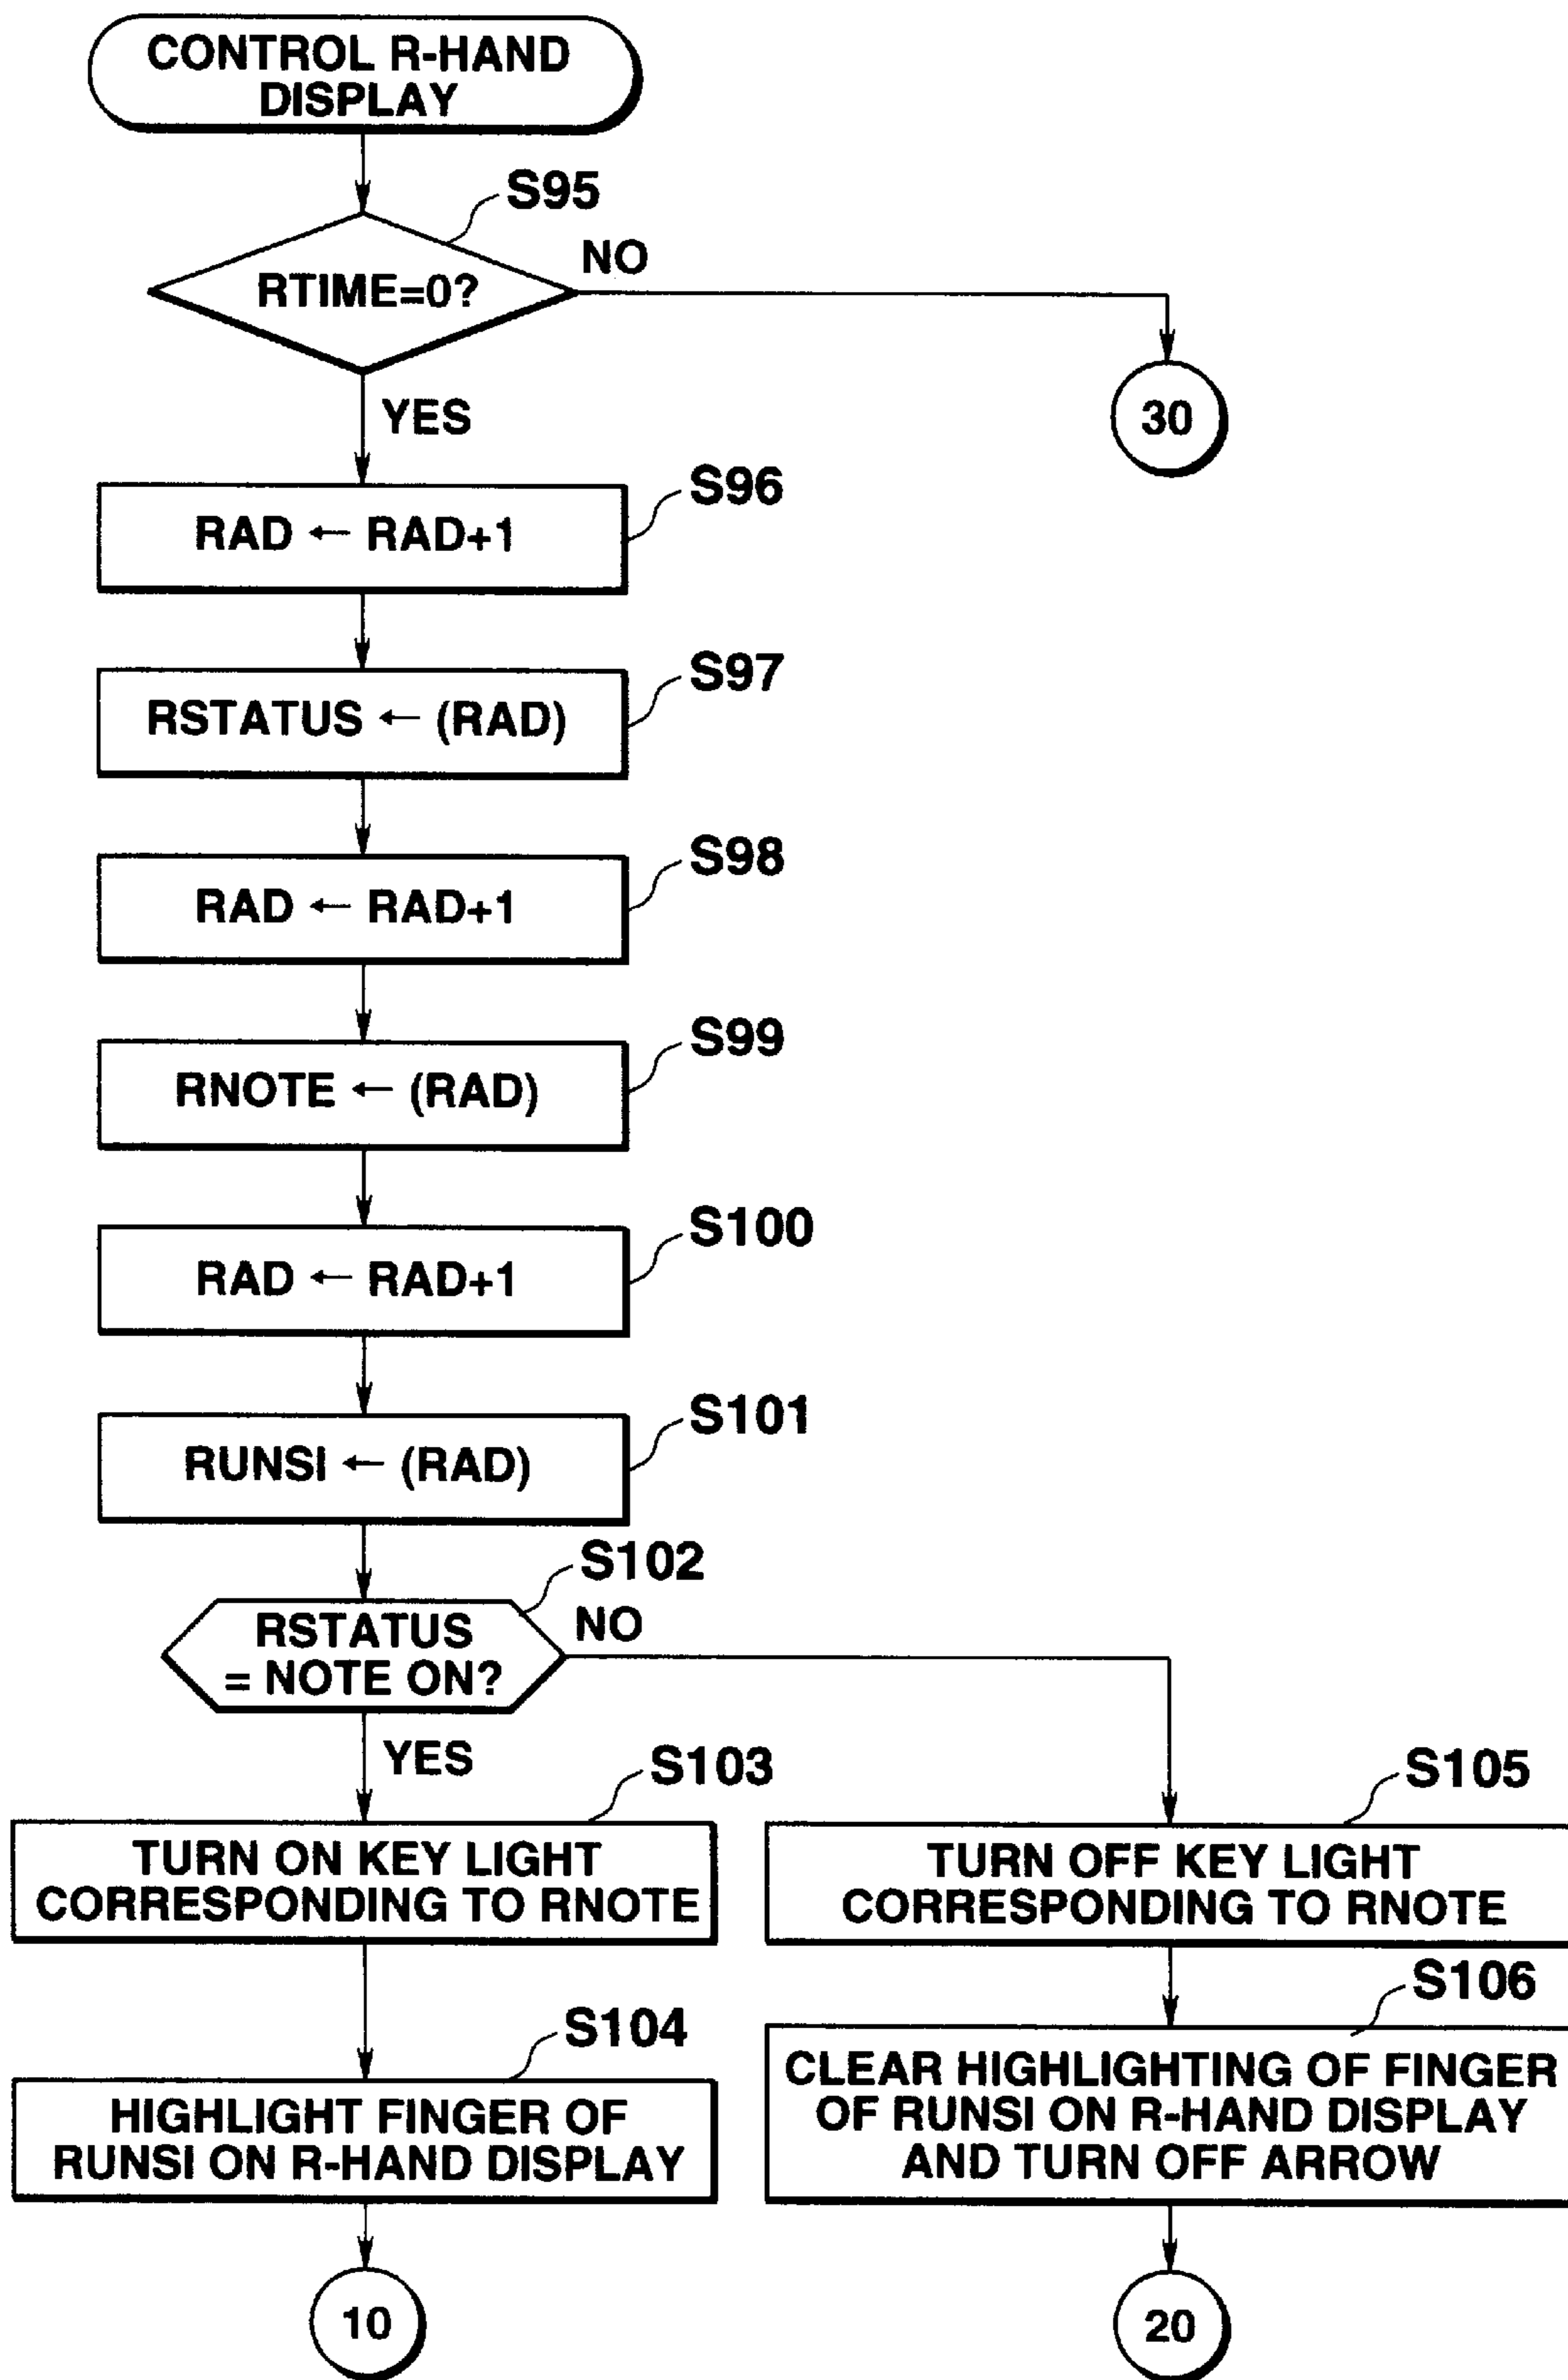 CONTROL R-HAND
DISPLAY
S95
RTIME=0?
NO
30
YES
S96
RAD ← RAD+1
S97
RSTATUS ← (RAD)
S98
RAD ← RAD+1
S99
RNOTE ← (RAD)
S100
RAD ← RAD+1
S101
RUNSI ← (RAD)
S102
RSTATUS
= NOTE ON?
NO
YES
S103
TURN ON KEY LIGHT
CORRESPONDING TO RNOTE
S105
TURN OFF KEY LIGHT
CORRESPONDING TO RNOTE
S104
HIGHLIGHT FINGER OF
RUNSI ON R-HAND DISPLAY
S106
CLEAR HIGHLIGHTING OF FINGER
OF RUNSI ON R-HAND DISPLAY
AND TURN OFF ARROW
10
20